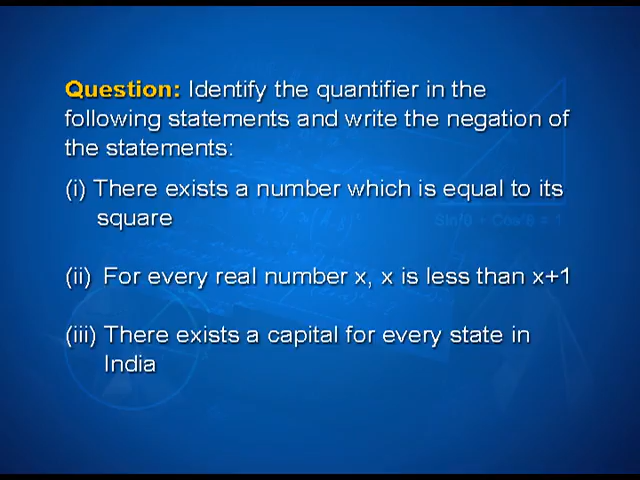 Question: Identify the quantifier in the
following statements and write the negation of
the statements:
(i) There exists a number which is equal to its
square
(ii) For every real number x, x is less than x+1
(iii) There exists a capital for every state in
India